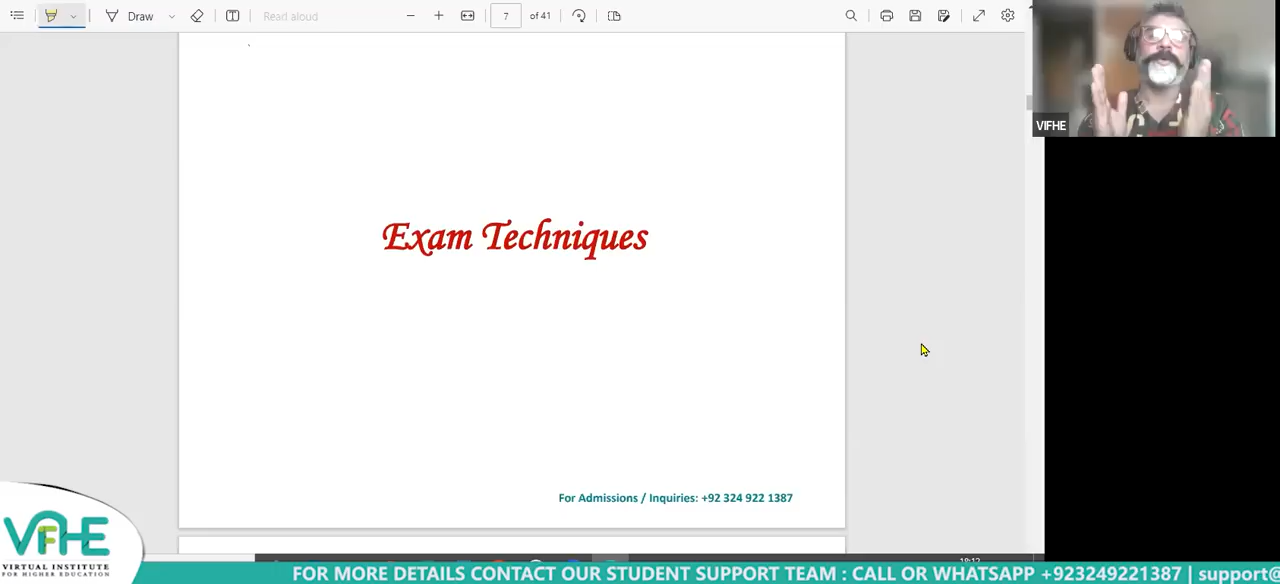 Draw
Read aloud
7
of 41
VIFHE
Exam Techniques
For Admissions / Inquiries: +92 324 922 1387
VIFHE
VIRTUAL INSTITUTE
FOR HIGHER EDUCATION
FOR MORE DETAILS CONTACT OUR STUDENT SUPPORT TEAM : CALL OR WHATSAPP +923249221387 | support@